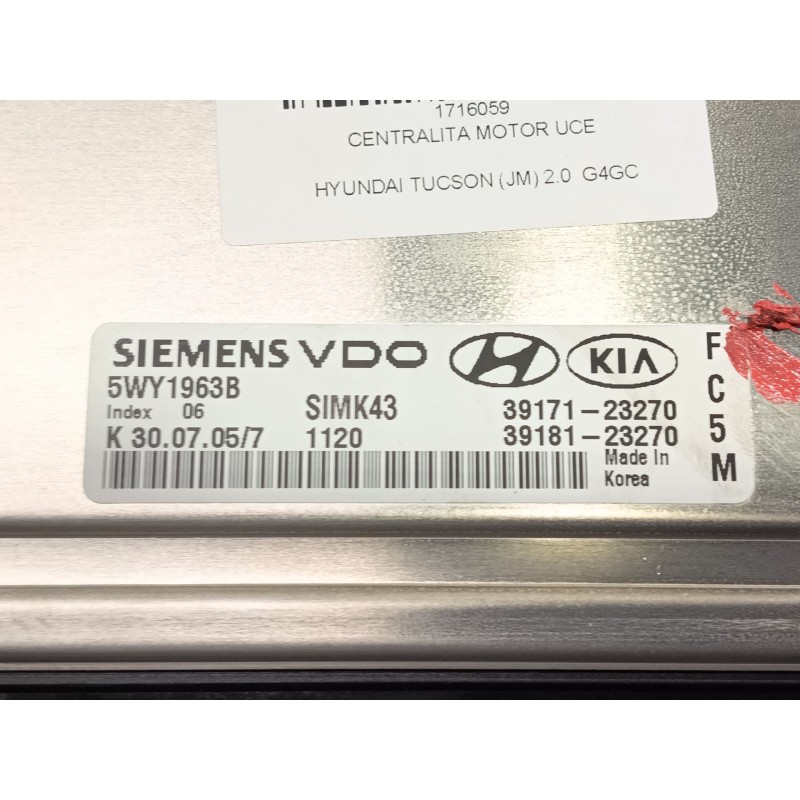 1716059
CENTRALITA MOTOR UCE
HYUNDAI TUCSON (JM) 2.0 G4GC
SIEMENS VDO
KIA
5WY1963B
Index 06
SIMK43
39171-23270
K 30.07.05/7
1120
39181-23270
Made In
Korea
F
C
5
M